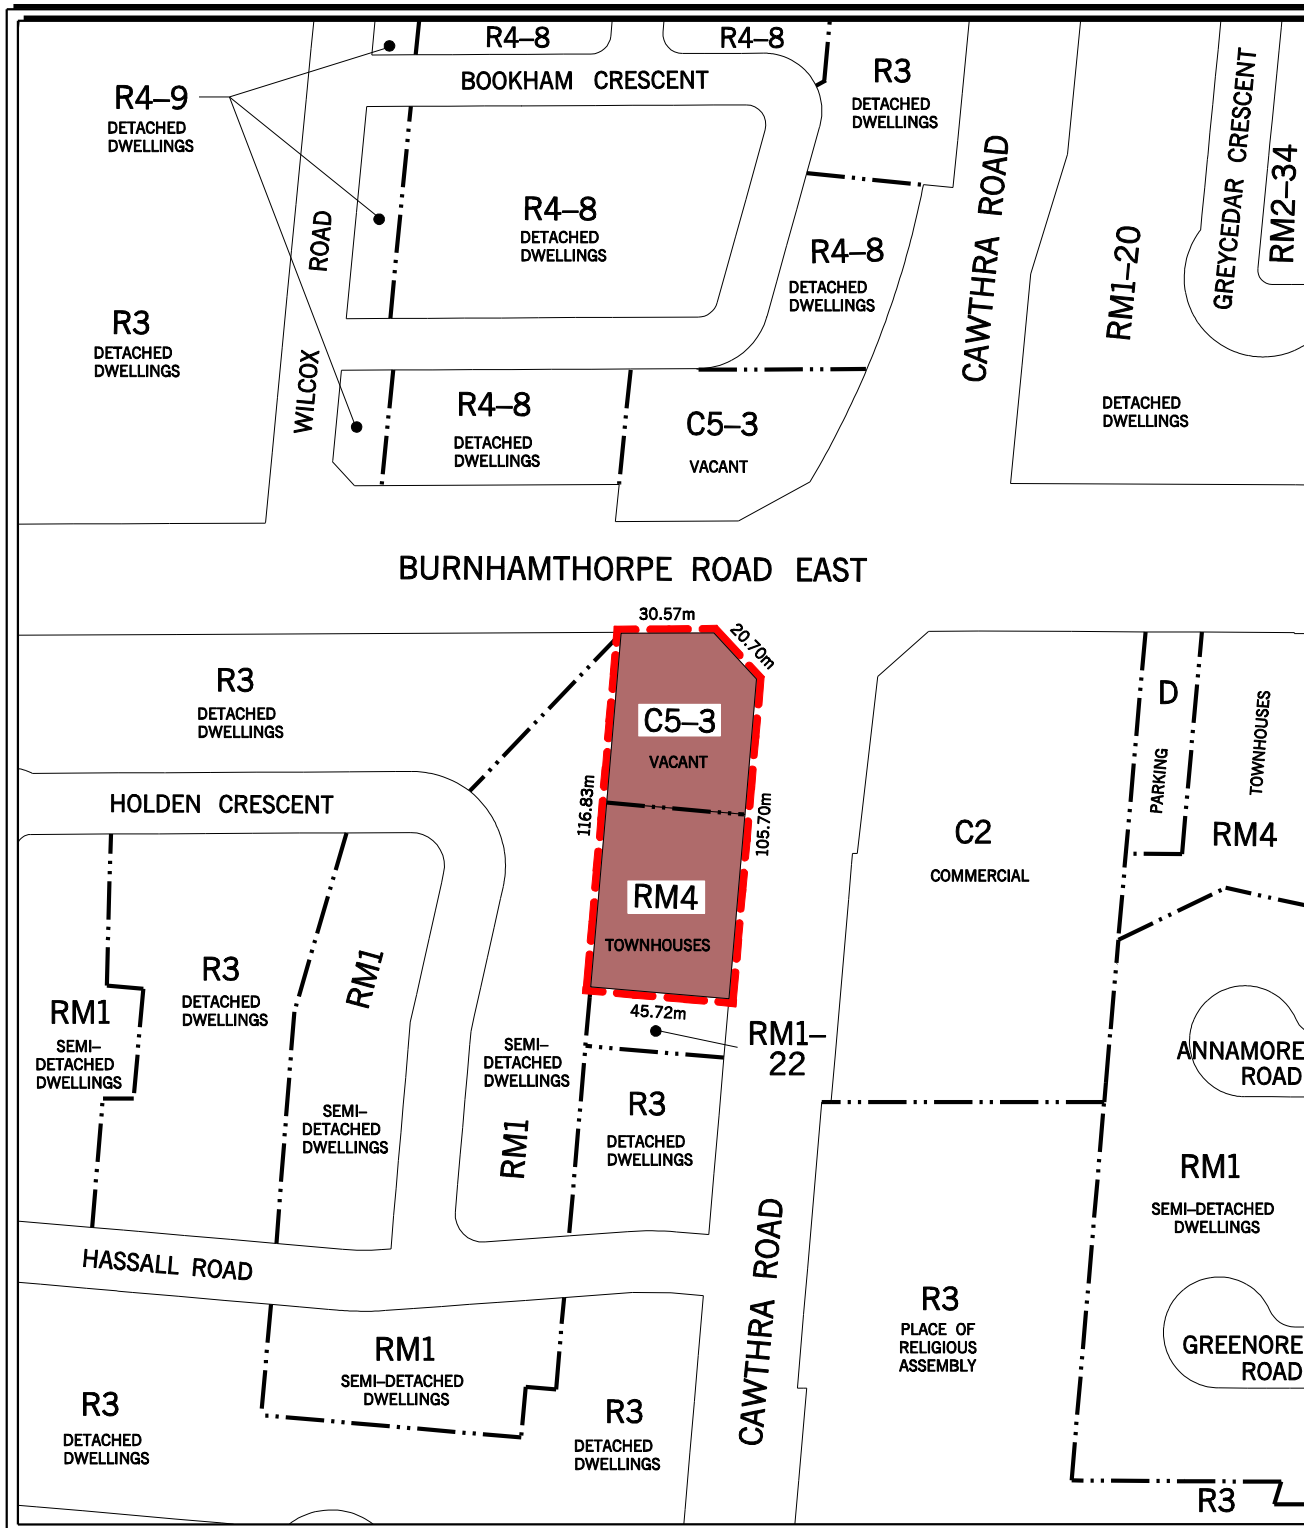 R4–8
R4–8
BOOKHAM CRESCENT
R3
DETACHED
DWELLINGS
R4–9
DETACHED
DWELLINGS
GREYCEDAR CRESCENT
RM2–34
CAWTHRA ROAD
R4–8
DETACHED
DWELLINGS
WILCOX ROAD
R4–8
DETACHED
DWELLINGS
RM1–20
DETACHED
DWELLINGS
R3
DETACHED
DWELLINGS
R4–8
DETACHED
DWELLINGS
C5–3
VACANT
BURNHAMTHORPE ROAD EAST
30.57m
20.70m
R3
DETACHED
DWELLINGS
C5–3
VACANT
116.83m
105.70m
D
PARKING
TOWNHOUSES
RM4
HOLDEN CRESCENT
C2
COMMERCIAL
RM4
TOWNHOUSES
45.72m
RM1–
22
R3
DETACHED
DWELLINGS
RM1
RM1
SEMI–
DETACHED
DWELLINGS
SEMI–
DETACHED
DWELLINGS
SEMI–
DETACHED
DWELLINGS
RM1
R3
DETACHED
DWELLINGS
ANNAMORE
ROAD
RM1
SEMI–DETACHED
DWELLINGS
HASSALL ROAD
CAWTHRA ROAD
R3
PLACE OF
RELIGIOUS
ASSEMBLY
GREENORE
ROAD
RM1
SEMI–DETACHED
DWELLINGS
R3
DETACHED
DWELLINGS
R3
DETACHED
DWELLINGS
R3